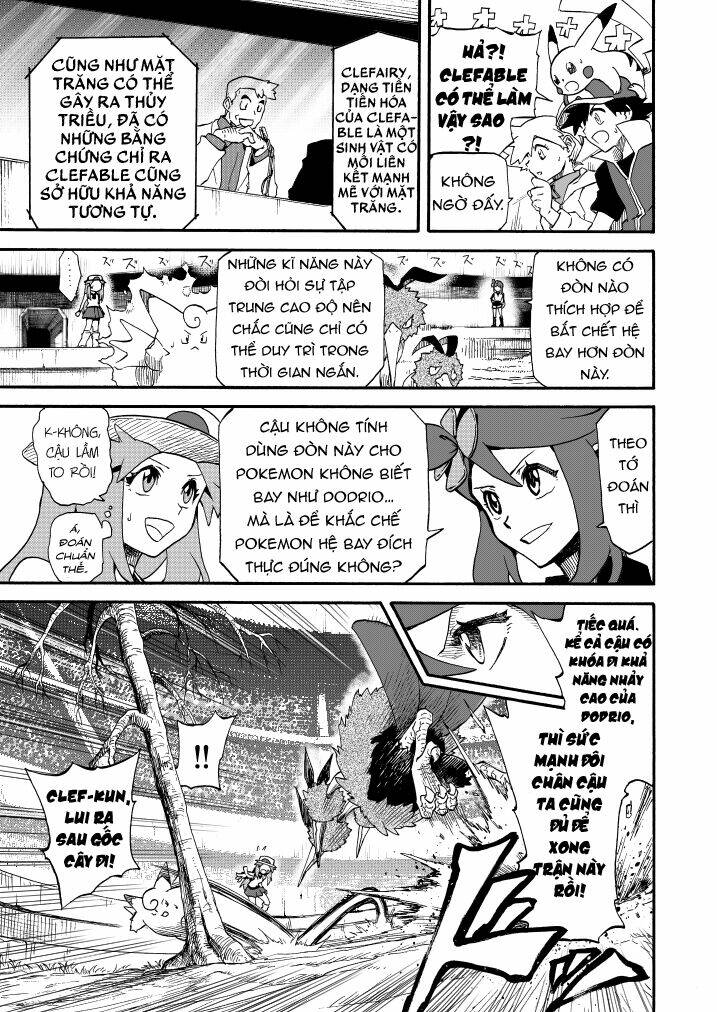 HẢ?!
CLEFABLE
CÓ THỂ LÀM
VẬY SAO
?!
KHÔNG
NGỜ ĐẤY.
CLEFAIRY,
DẠNG TIỀN
TIẾN HÓA
CỦA CLEFA-
BLE LÀ MỘT
SINH VẬT CÓ
MỐI LIÊN
KẾT MẠNH
MẼ VỚI MẶT
TRĂNG.
CŨNG NHƯ MẶT
TRĂNG CÓ THỂ
GÂY RA THỦY
TRIỀU, ĐÃ CÓ
NHỮNG BẰNG
CHỨNG CHỈ RA
CLEFABLE CŨNG
SỞ HỮU KHẢ NĂNG
TƯƠNG TỰ.
KHÔNG CÓ
ĐÒN NÀO
THÍCH HỢP ĐỂ
BẮT CHẾT HỆ
BAY HƠN ĐÒN
NÀY.
NHỮNG KĨ NĂNG NÀY
ĐÒI HỎI SỰ TẬP
TRUNG CAO ĐỘ NÊN
CHẮC CŨNG CHỈ CÓ
THỂ DUY TRÌ TRONG
THỜI GIAN NGẮN.
ズ ズ ズ ズ ズ
......
THEO
TỚ
ĐOÁN
THÌ
CẬU KHÔNG TÍNH
DÙNG ĐÒN NÀY CHO
POKEMON KHÔNG BIẾT
BAY NHƯ DODRIO...
MÀ LÀ ĐỂ KHẮC CHẾ
POKEMON HỆ BAY ĐÍCH
THỰC ĐÚNG KHÔNG?
K-KHÔNG,
CẬU LẦM
TO RỒI!
Á,
ĐOÁN
CHUẨN
THẾ.
TIẾC QUÁ.
KỂ CẢ CẬU CÓ
KHÓA ĐI KHẢ
NĂNG NHẢY
CAO CỦA
DODRIO,
THÌ SỨC
MẠNH ĐÔI
CHÂN CẬU
TA CŨNG
ĐỦ ĐỂ
XONG
TRẬN NÀY
RỒI!
!!
CLEF-KUN,
LUI RA
SAU GỐC
CÂY ĐI!